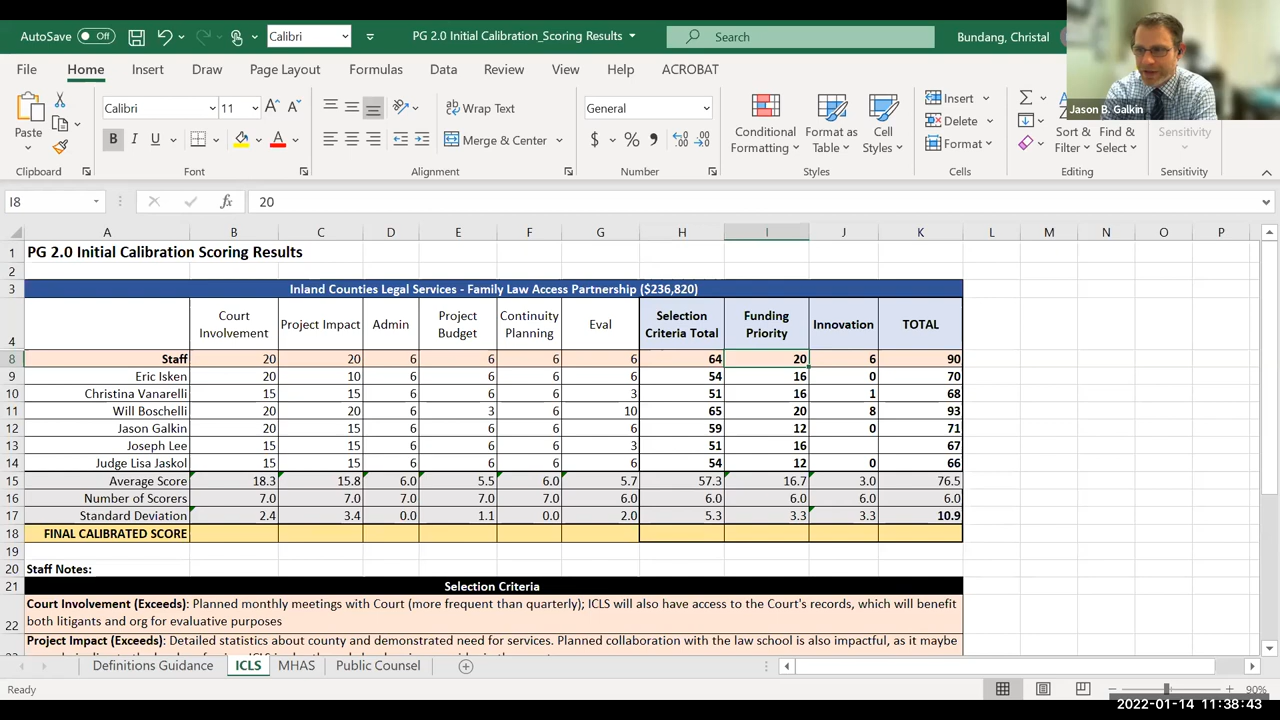 AutoSave Off Calibri PG 2.0 Initial Calibration_Scoring Results Search Bundang, Christal
File Home Insert Draw Page Layout Formulas Data Review View Help ACROBAT
Jason B. Galkin
Paste Calibri 11 Wrap Text General Conditional Formatting Format as Table Cell Styles Insert Sort & Filter Find & Select Sensitivity
B I U Merge & Center $ % Delete
Format
Clipboard Font Alignment Number Styles Cells Editing Sensitivity
I8 fx 20
A B C D E F G H I J K L M N O P
1 PG 2.0 Initial Calibration Scoring Results
2
3 Inland Counties Legal Services - Family Law Access Partnership ($236,820)
4 Court Involvement Project Impact Admin Project Budget Continuity Planning Eval Selection Criteria Total Funding Priority Innovation TOTAL
8 Staff 20 20 6 6 6 6 64 20 6 90
9 Eric Isken 20 10 6 6 6 6 54 16 0 70
10 Christina Vanarelli 15 15 6 6 6 3 51 16 1 68
11 Will Boschelli 20 20 6 3 6 10 65 20 8 93
12 Jason Galkin 20 15 6 6 6 6 59 12 0 71
13 Joseph Lee 15 15 6 6 6 3 51 16 67
14 Judge Lisa Jaskol 15 15 6 6 6 6 54 12 0 66
15 Average Score 18.3 15.8 6.0 5.5 6.0 5.7 57.3 16.7 3.0 76.5
16 Number of Scorers 7.0 7.0 7.0 7.0 7.0 6.0 6.0 6.0 6.0 6.0
17 Standard Deviation 2.4 3.4 0.0 1.1 0.0 2.0 5.3 3.3 3.3 10.9
18 FINAL CALIBRATED SCORE
19
20 Staff Notes:
21 Selection Criteria
22 Court Involvement (Exceeds): Planned monthly meetings with Court (more frequent than quarterly); ICLS will also have access to the Court's records, which will benefit
both litigants and org for evaluative purposes
Project Impact (Exceeds): Detailed statistics about county and demonstrated need for services. Planned collaboration with the law school is also impactful, as it maybe
Definitions Guidance ICLS MHAS Public Counsel
Ready 90%
2022-01-14 11:38:43